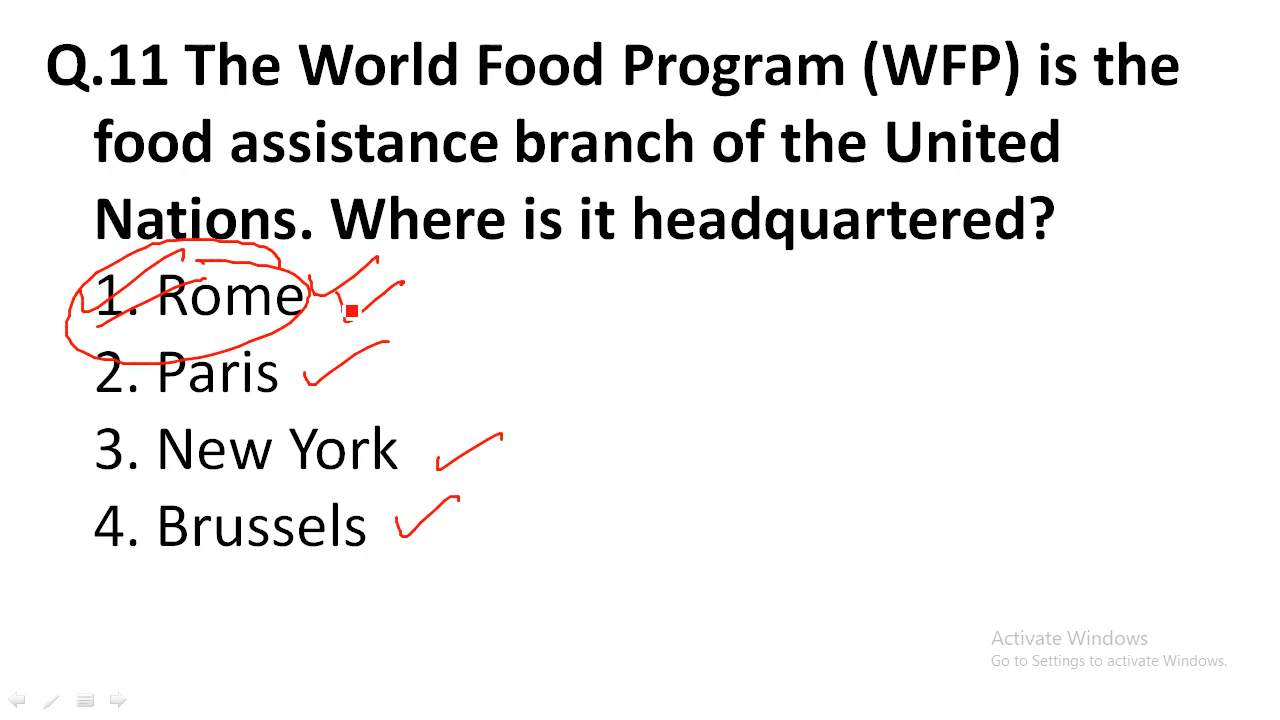 Q.11 The World Food Program (WFP) is the
food assistance branch of the United
Nations. Where is it headquartered?
1. Rome
2. Paris
3. New York
4. Brussels
Activate Windows
Go to Settings to activate Windows.